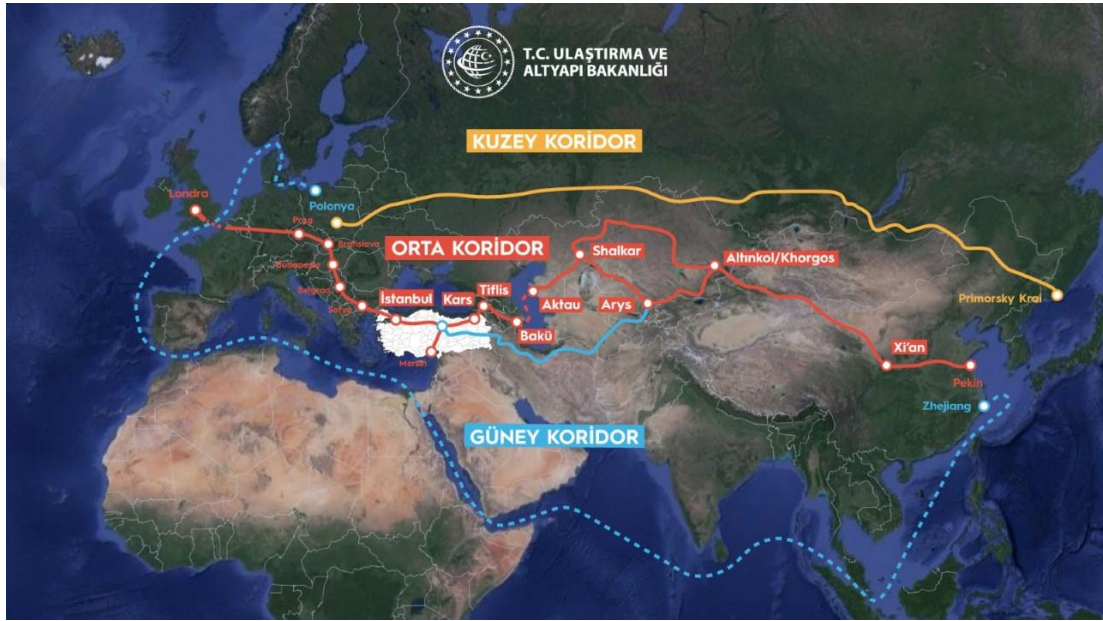 T.C. ULAŞTIRMA VE
ALTYAPI BAKANLIĞI
KUZEY KORİDOR
Londra
Polonya
Prag
Bratislava
ORTA KORİDOR
Shalkar
Altınkol/Khorgos
Budapeşte
Belgrad
Sofya
İstanbul
Kars
Tiflis
Aktau
Arys
Primorsky Krai
Bakü
Mersin
Xi'an
Pekin
Zhejiang
GÜNEY KORİDOR